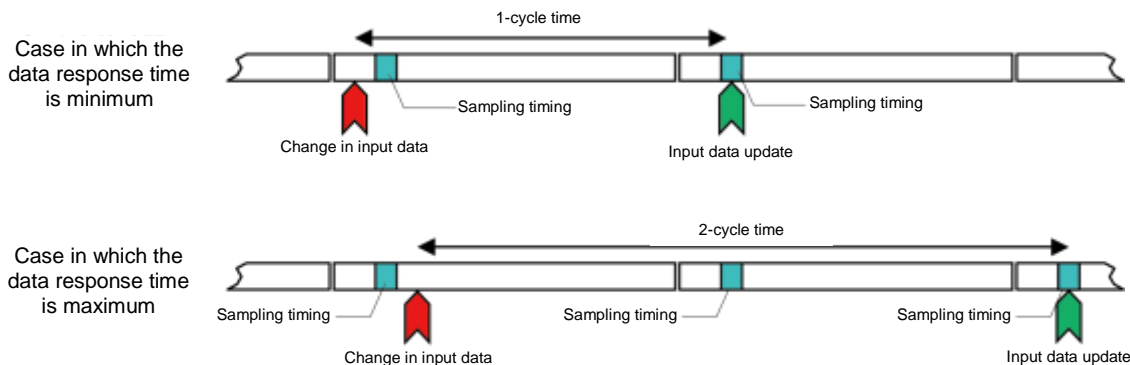 1-cycle time
Case in which the
data response time
is minimum
Sampling timing
Sampling timing
Change in input data
Input data update
2-cycle time
Case in which the
data response time
is maximum
Sampling timing
Sampling timing
Sampling timing
Change in input data
Input data update